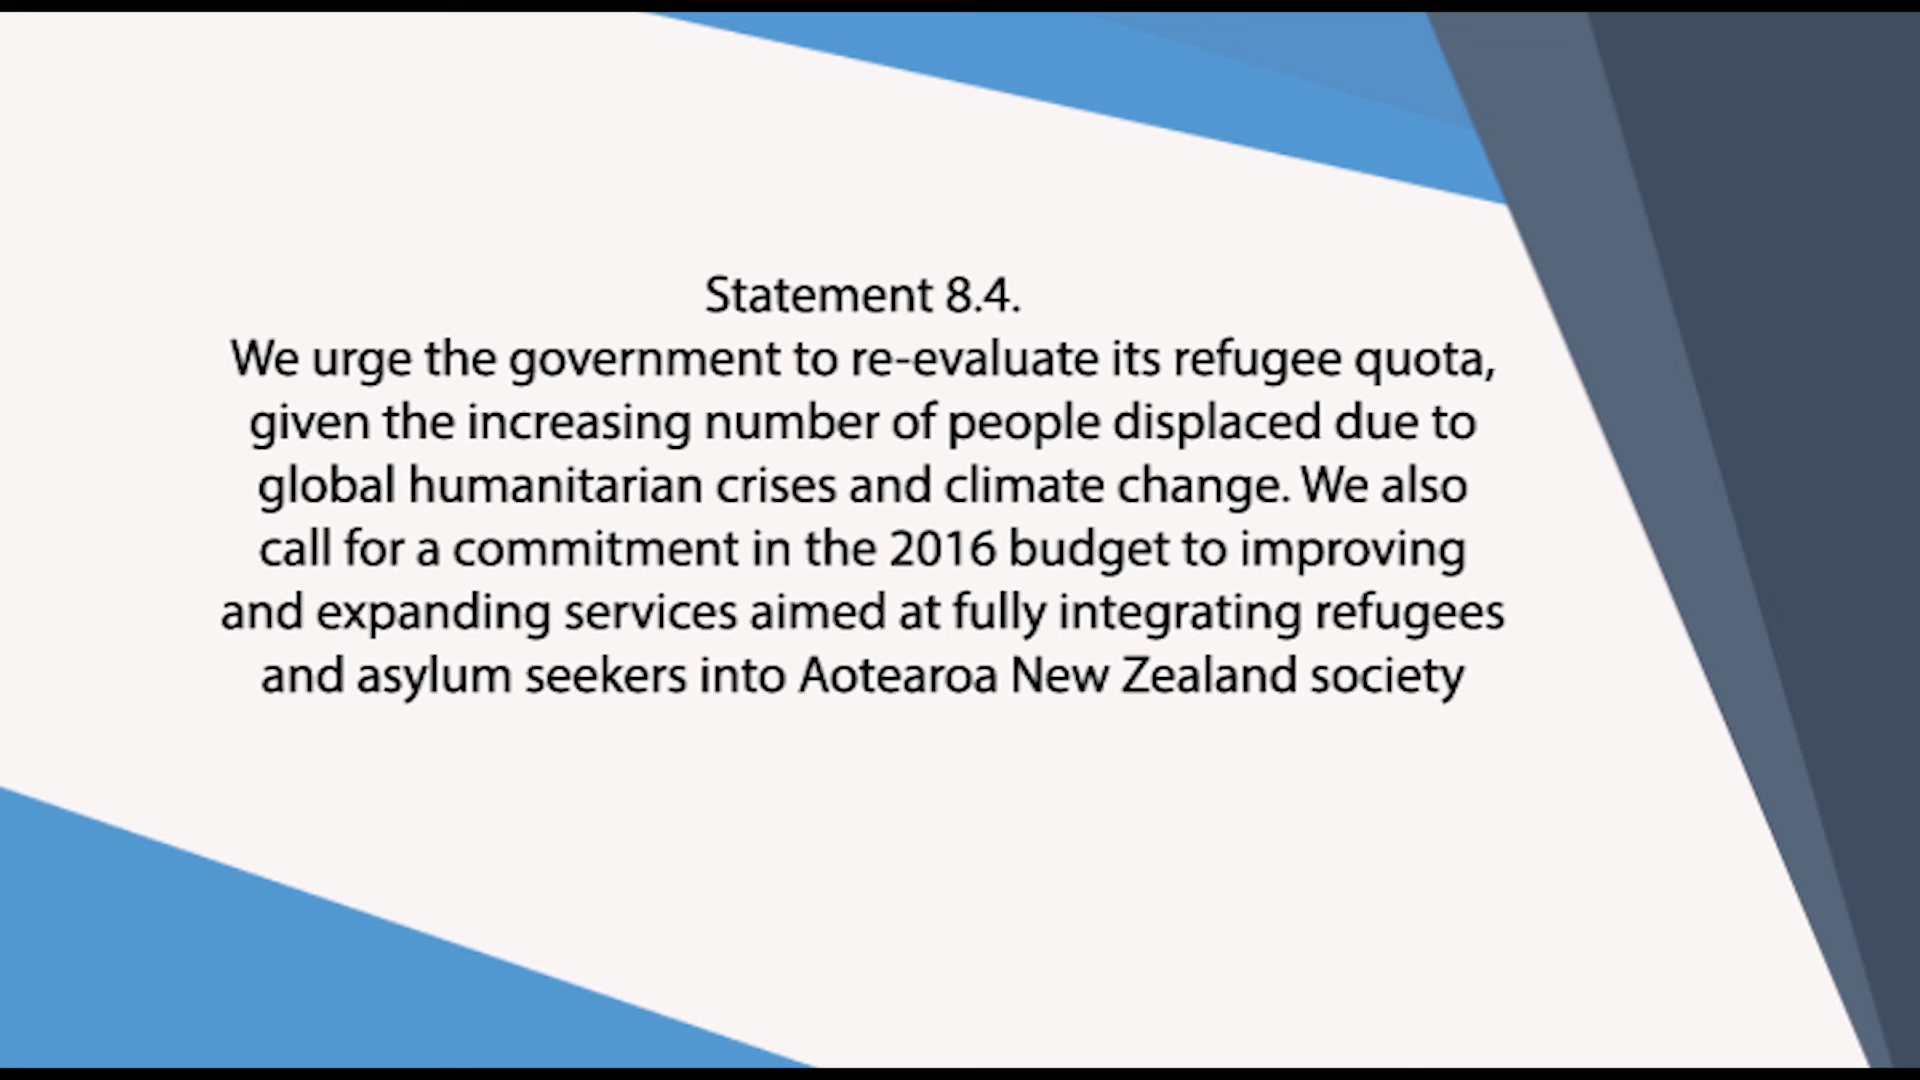 Statement 8.4.
We urge the government to re-evaluate its refugee quota,
given the increasing number of people displaced due to
global humanitarian crises and climate change. We also
call for a commitment in the 2016 budget to improving
and expanding services aimed at fully integrating refugees
and asylum seekers into Aotearoa New Zealand society